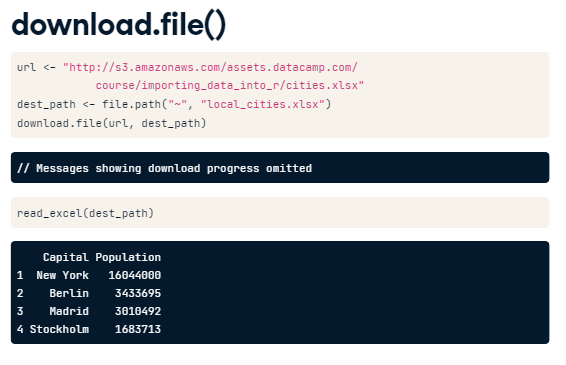 download.file()
url <- "http://s3.amazonaws.com/assets.datacamp.com/
course/importing_data_into_r/cities.xlsx"
dest_path <- file.path("~", "local_cities.xlsx")
download.file(url, dest_path)
// Messages showing download progress omitted
read_excel(dest_path)
Capital Population
1 New York 16044000
2 Berlin 3433695
3 Madrid 3010492
4 Stockholm 1683713